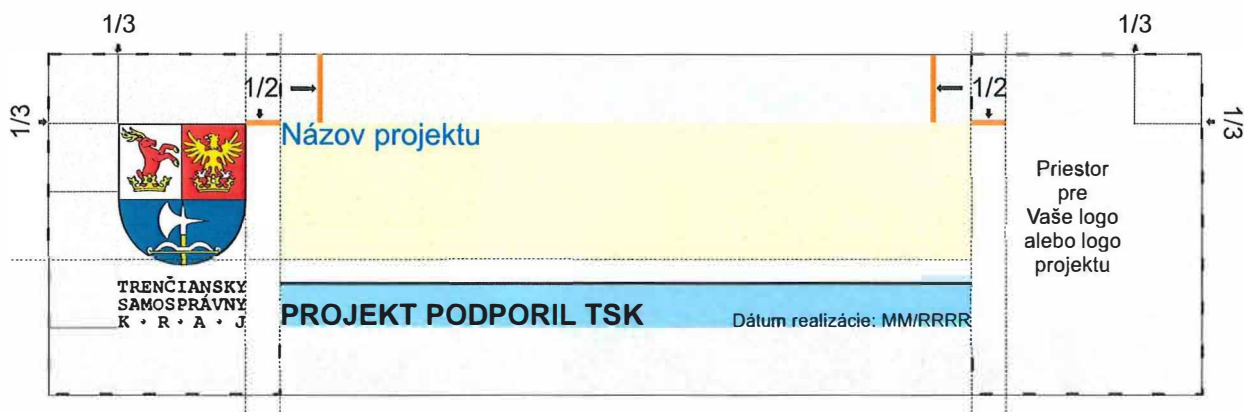 1/3
1/3
1/2
1/2
1/3
1/3
Názov projektu
Priestor
pre
Vaše logo
alebo logo
projektu
TRENČIANSKY
SAMOSPRÁVNY
K • R • A • J
PROJEKT PODPORIL TSK
Dátum realizácie: MM/RRRR